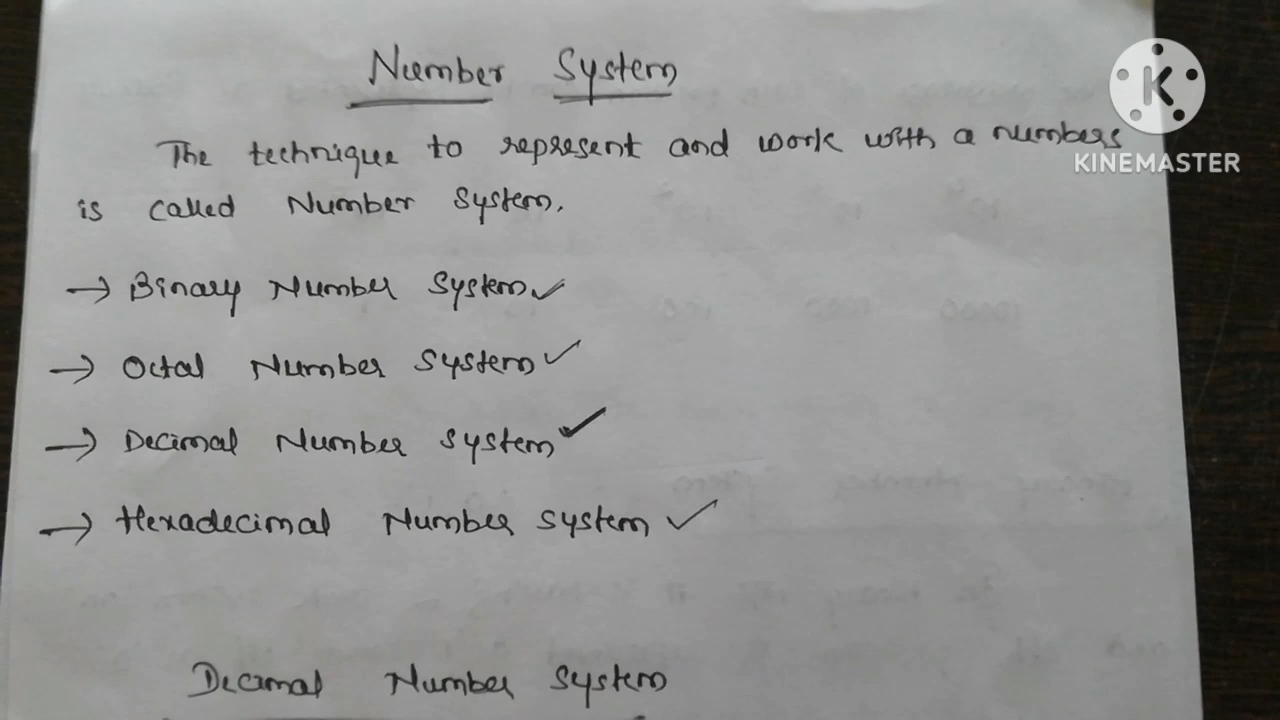 Number System
The technique to represent and work with a numbers
is called Number System.
→ Binary Number System ✓
→ Octal Number System ✓
→ Decimal Number System ✓
→ Hexadecimal Number System ✓
Decimal Number System
K
KINEMASTER